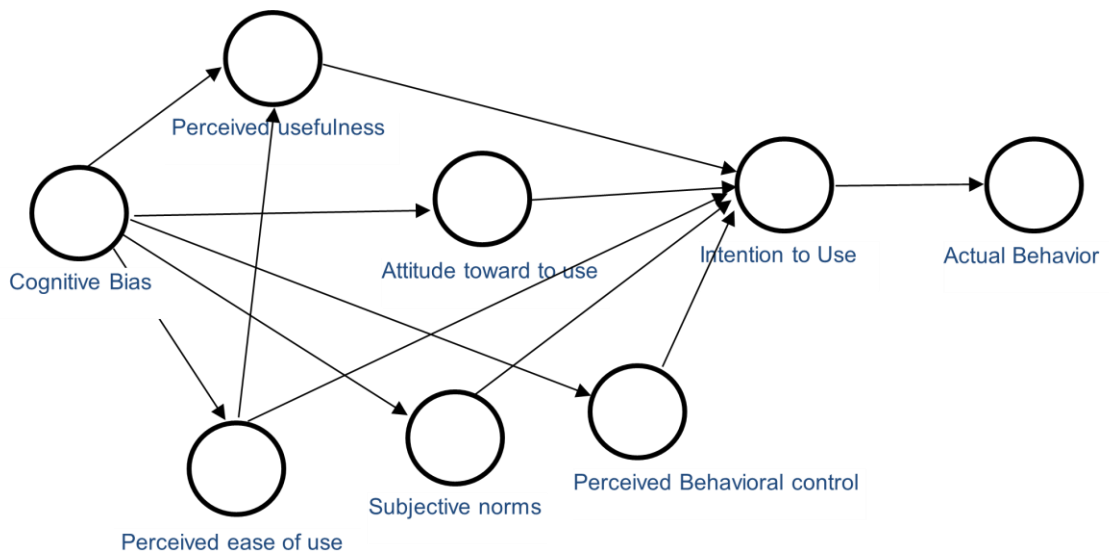 Perceived usefulness
Cognitive Bias
Attitude toward to use
Intention to Use
Actual Behavior
Perceived Behavioral control
Subjective norms
Perceived ease of use